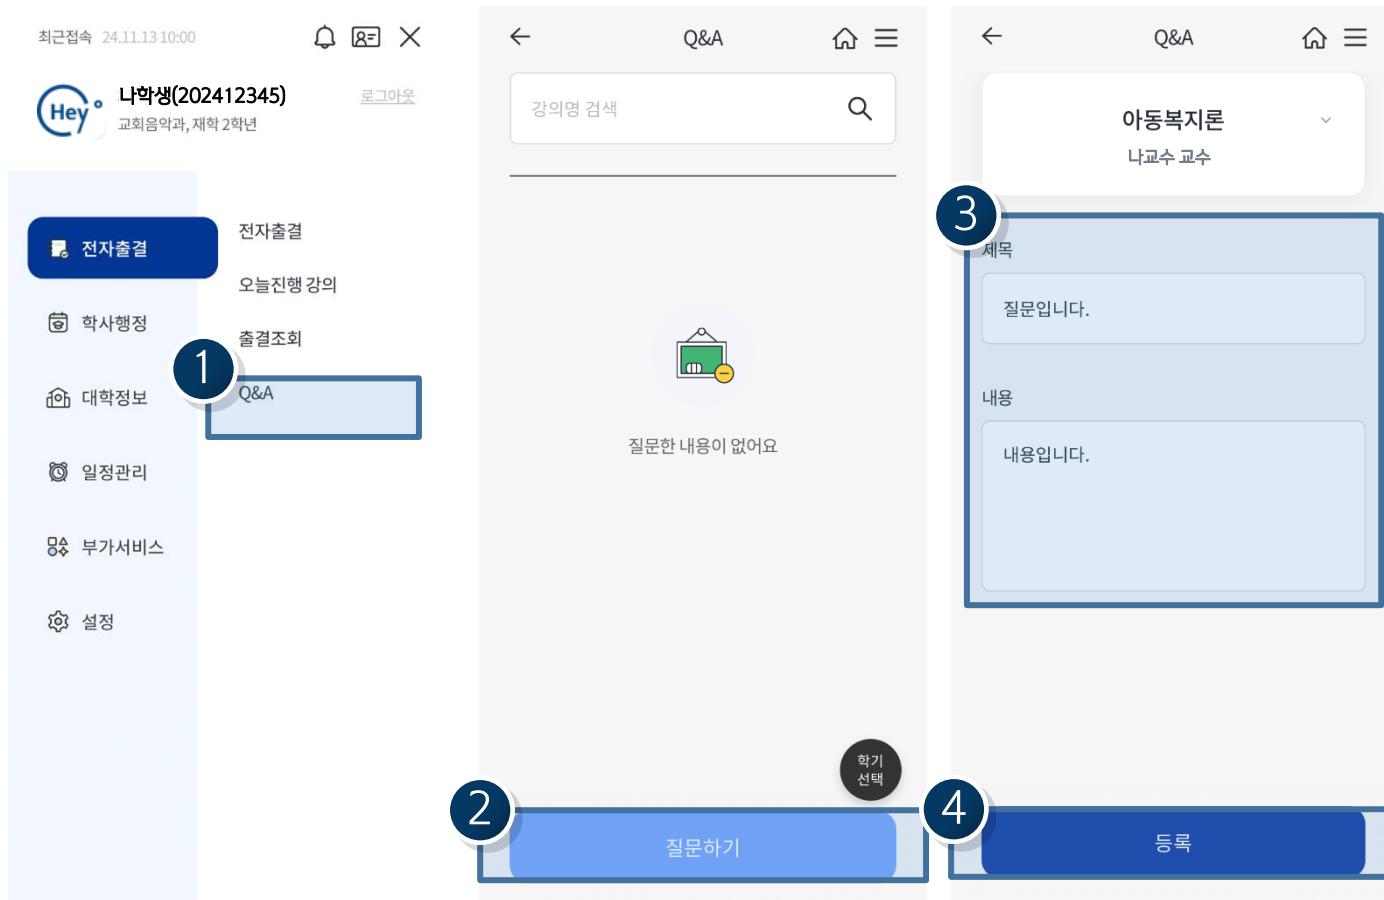 최근접속 24.11.13 10:00
Hey
나학생(202412345)
로그아웃
교회음악과, 재학 2학년
전자출결
학사행정
대학정보
일정관리
부가서비스
설정
전자출결
오늘진행 강의
출결조회
1
Q&A
Q&A
강의명 검색
질문한 내용이 없어요
학기
선택
2
질문하기
Q&A
아동복지론
나교수 교수
3
제목
질문입니다.
내용
내용입니다.
4
등록